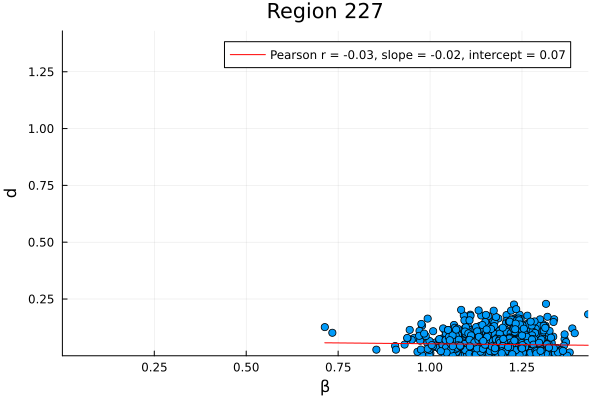 Region 227
Pearson r = -0.03, slope = -0.02, intercept = 0.07
1.25
1.00
0.75
0.50
0.25
d
0.25 0.50 0.75 1.00 1.25
β